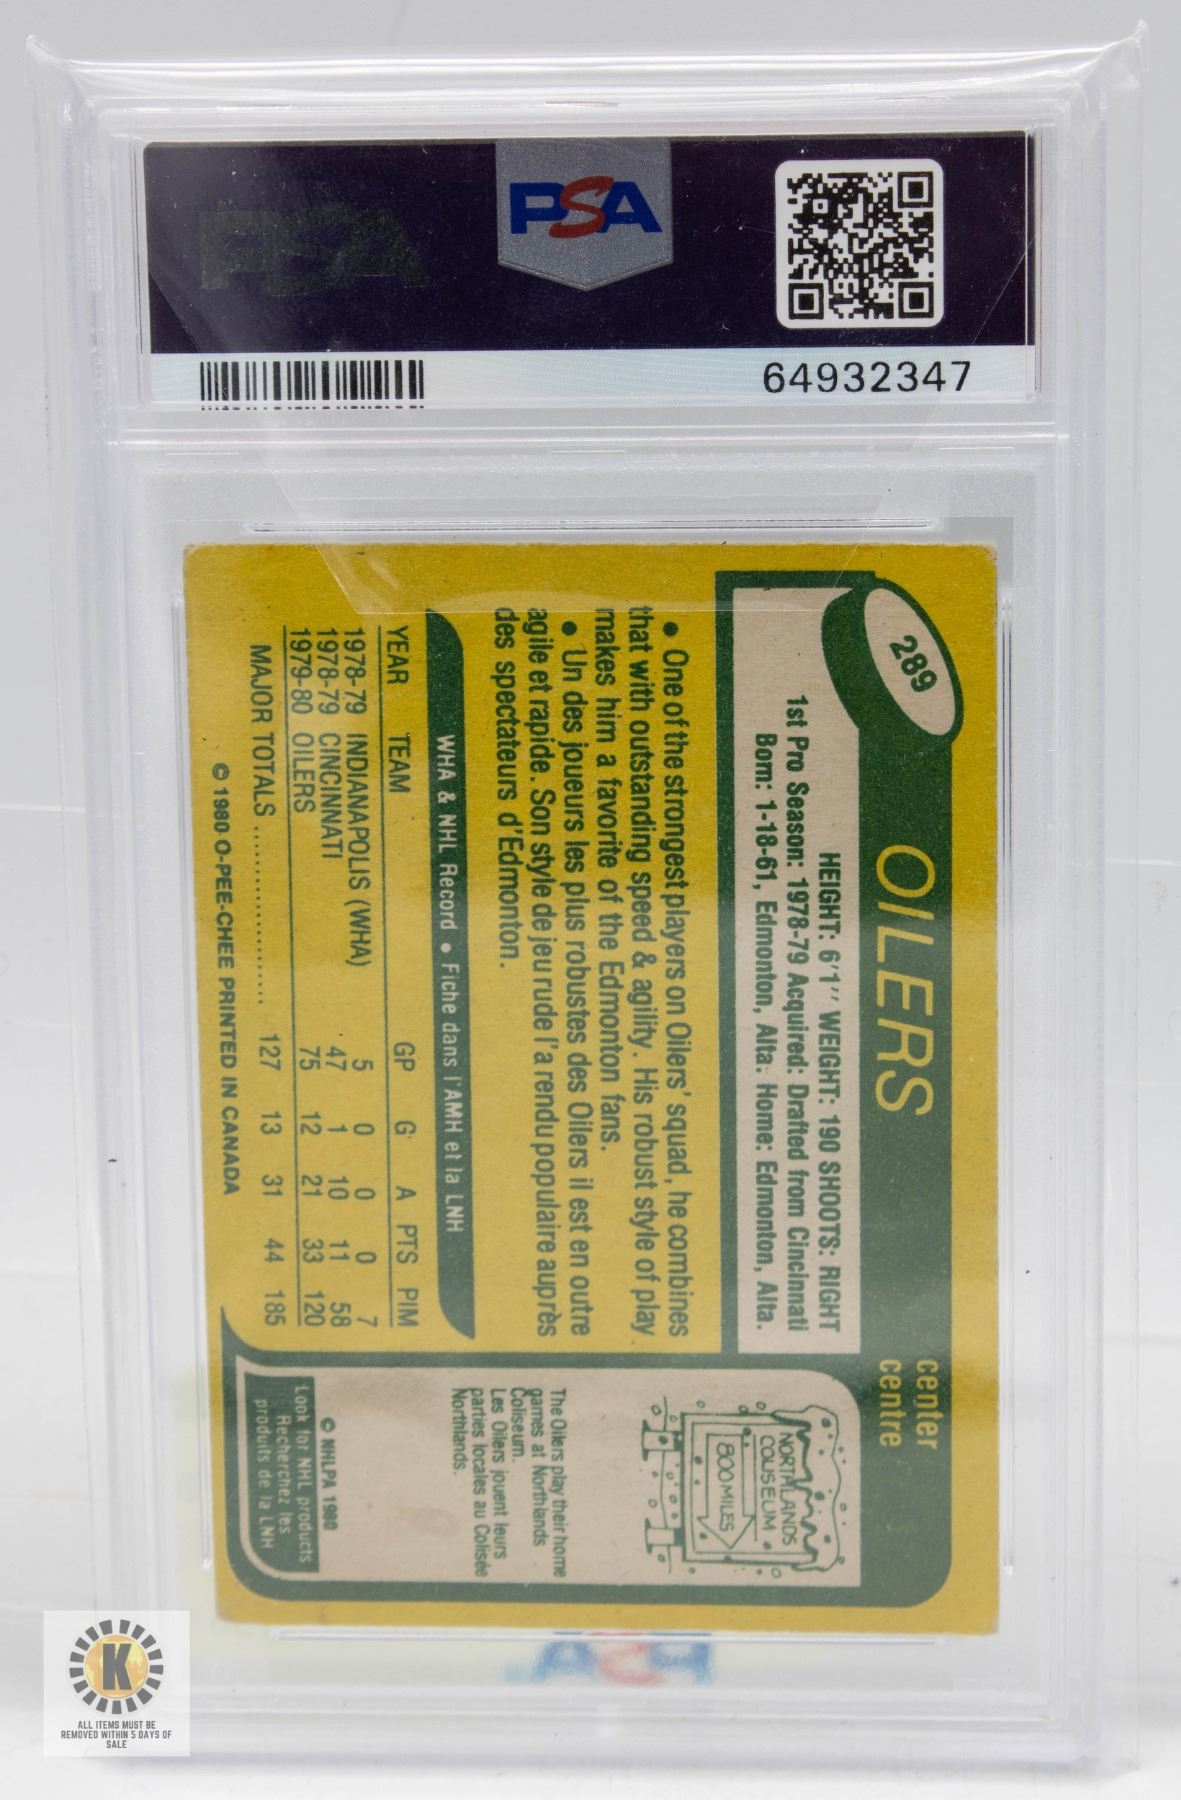 PSA
PSA
64932347
289
OILERS
center
centre
HEIGHT: 6'1'' WEIGHT: 190 SHOOTS: RIGHT
1st Pro Season: 1978-79 Acquired: Drafted from Cincinnati
Born: 1-18-61, Edmonton, Alta. Home: Edmonton, Alta.
• One of the strongest players on Oilers' squad, he combines
that with outstanding speed & agility. His robust style of play
makes him a favorite of the Edmonton fans.
• Un des joueurs les plus robustes des Oilers il est en outre
agile et rapide. Son style de jeu rude l'a rendu populaire auprès
des spectateurs d'Edmonton.
WHA & NHL Record • Fiche dans l'AMH et la LNH
YEAR TEAM GP G A PTS PIM
1978-79 INDIANAPOLIS (WHA) 5 0 0 0 7
1978-79 CINCINNATI 47 1 10 11 58
1979-80 OILERS 75 12 21 33 120
MAJOR TOTALS .................. 127 13 31 44 185
© 1980 O-PEE-CHEE PRINTED IN CANADA
NORTHLANDS
COLISEUM
800 MILES
The Oilers play their home
games at Northlands
Coliseum.
Les Oilers jouent leurs
parties locales au Colisée
Northlands.
© NHLPA 1980
Look for NHL products
Recherchez les
produits de la LNH
PSA
K
ALL ITEMS MUST BE
REMOVED WITHIN 5 DAYS OF
SALE